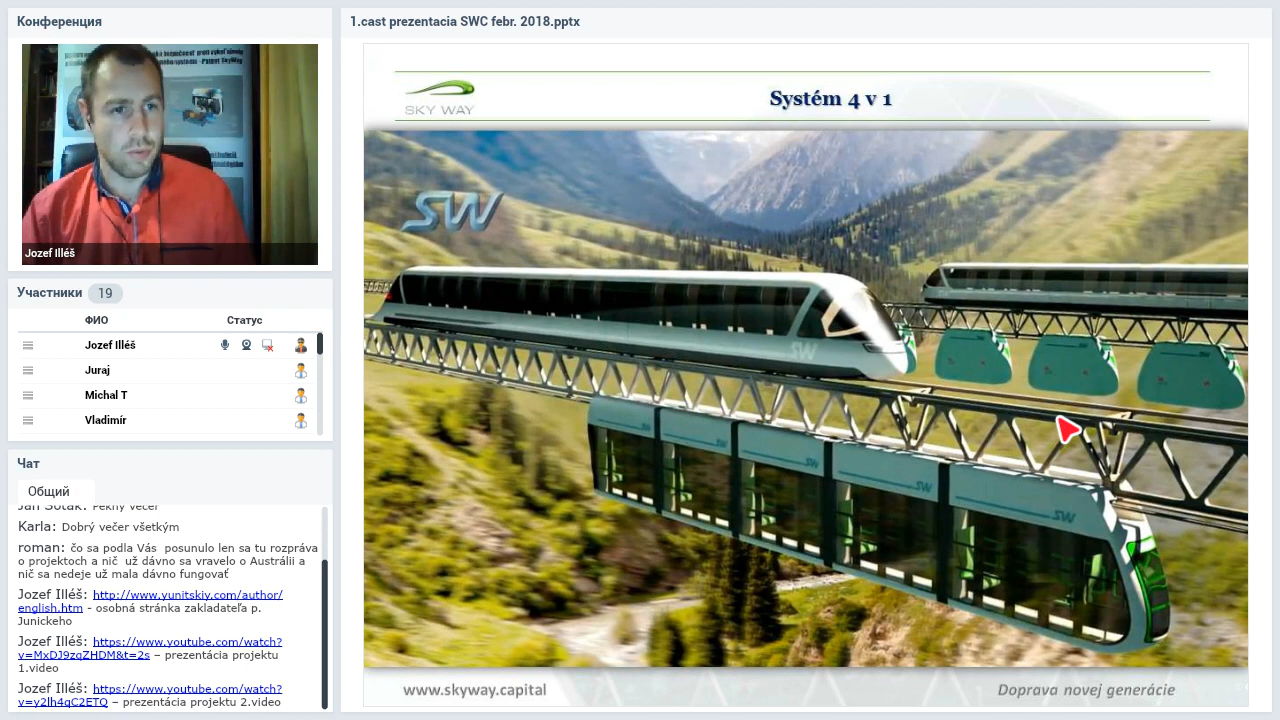 Конференция
Jozef Illéš
Участники 19
ФИО Статус
Jozef Illéš
Juraj
Michal T
Vladimír
Чат
Общий
Ján Soták: Pekný večer
Karla: Dobrý večer všetkým
roman: čo sa podla Vás posunulo len sa tu rozpráva
o projektoch a nič už dávno sa vravelo o Austrálii a
nič sa nedeje už mala dávno fungovať
Jozef Illéš: http://www.yunitskiy.com/author/
english.htm - osobná stránka zakladateľa p.
Junickeho
Jozef Illéš: https://www.youtube.com/watch?
v=MxDJ9zqZHDM&t=2s – prezentácia projektu
1.video
Jozef Illéš: https://www.youtube.com/watch?
v=y2lh4qC2ETQ – prezentácia projektu 2.video
1.cast prezentacia SWC febr. 2018.pptx
SKY WAY
Systém 4 v 1
SW
SW
SW
SW
SW
SW
SW
www.skyway.capital
Doprava novej generácie